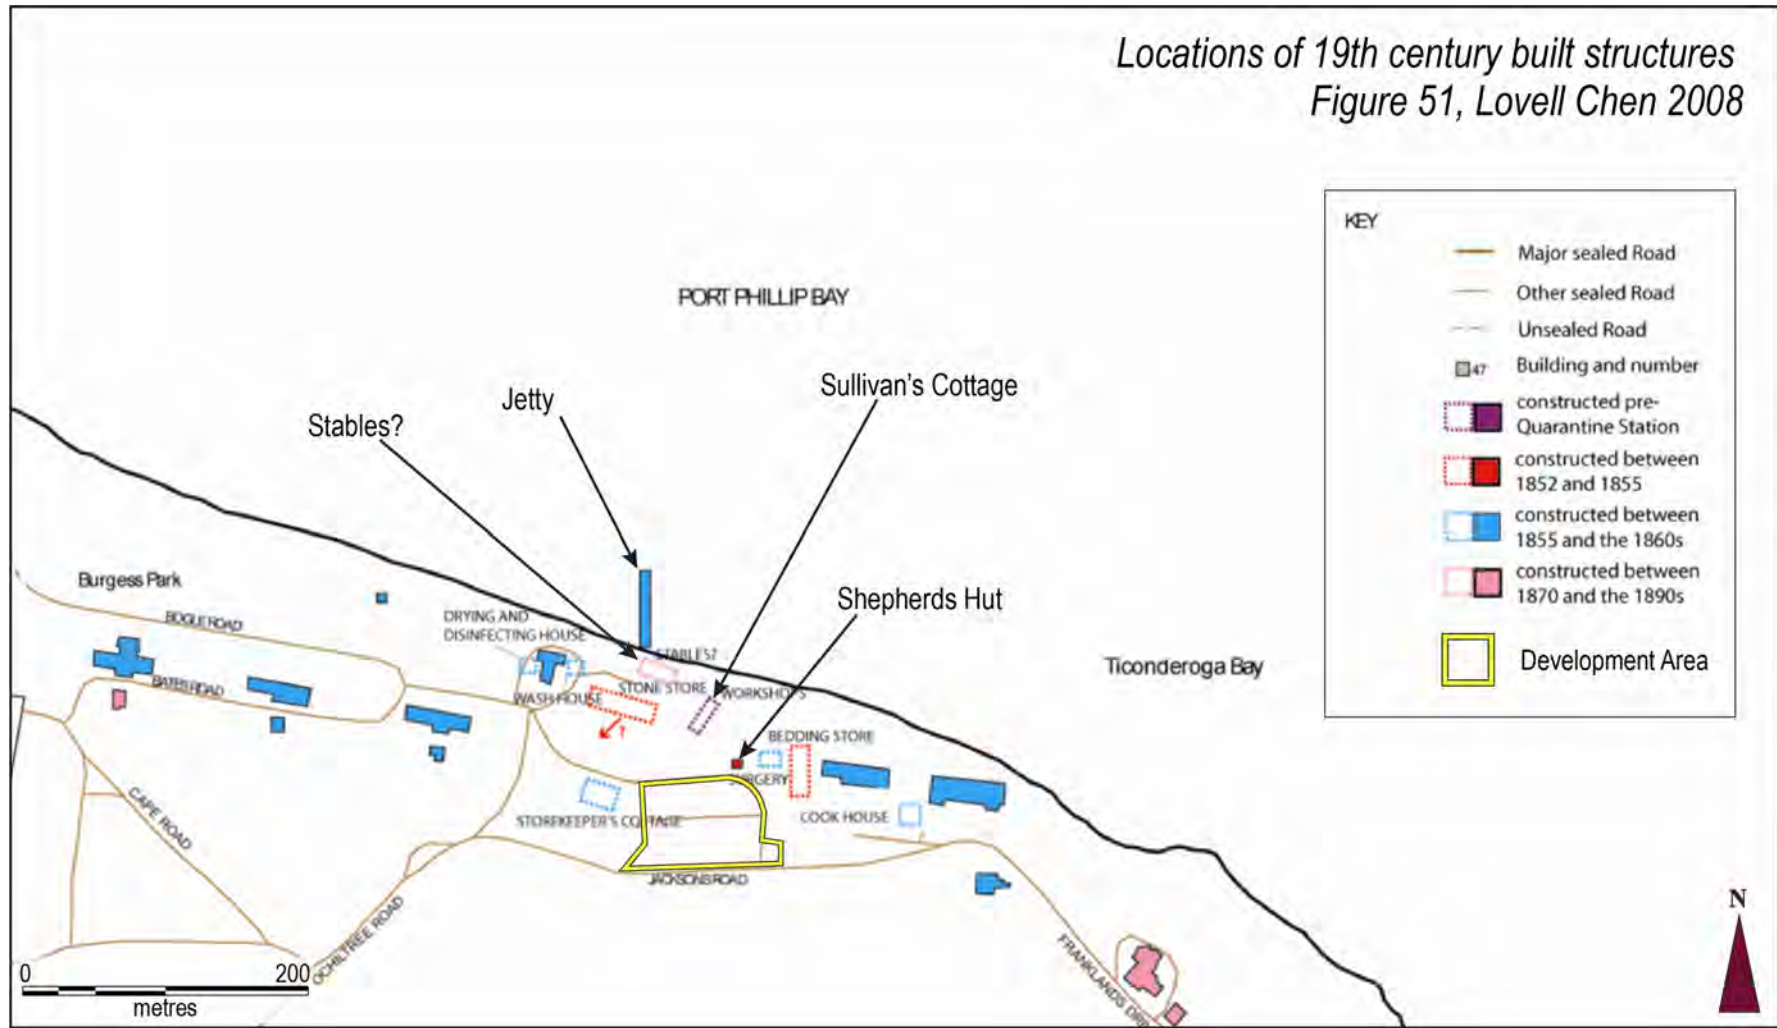 Locations of 19th century built structures
Figure 51, Lovell Chen 2008
KEY
Major sealed Road
Other sealed Road
Unsealed Road
47 Building and number
constructed pre-
Quarantine Station
constructed between
1852 and 1855
constructed between
1855 and the 1860s
constructed between
1870 and the 1890s
Development Area
PORT PHILLIP BAY
Sullivan's Cottage
Jetty
Stables?
Burgess Park
Shepherds Hut
BOGUE ROAD
DRYING AND
DISINFECTING HOUSE
STABLES?
Ticonderoga Bay
BATHS ROAD
WASH HOUSE
STONE STORE
WORKSHOPS
?
BEDDING STORE
SURGERY
CAPE ROAD
STOREKEEPER'S COTTAGE
COOK HOUSE
JACKSONS ROAD
OCHILTREE ROAD
FRANKLANDS DRI
N
0 200
metres